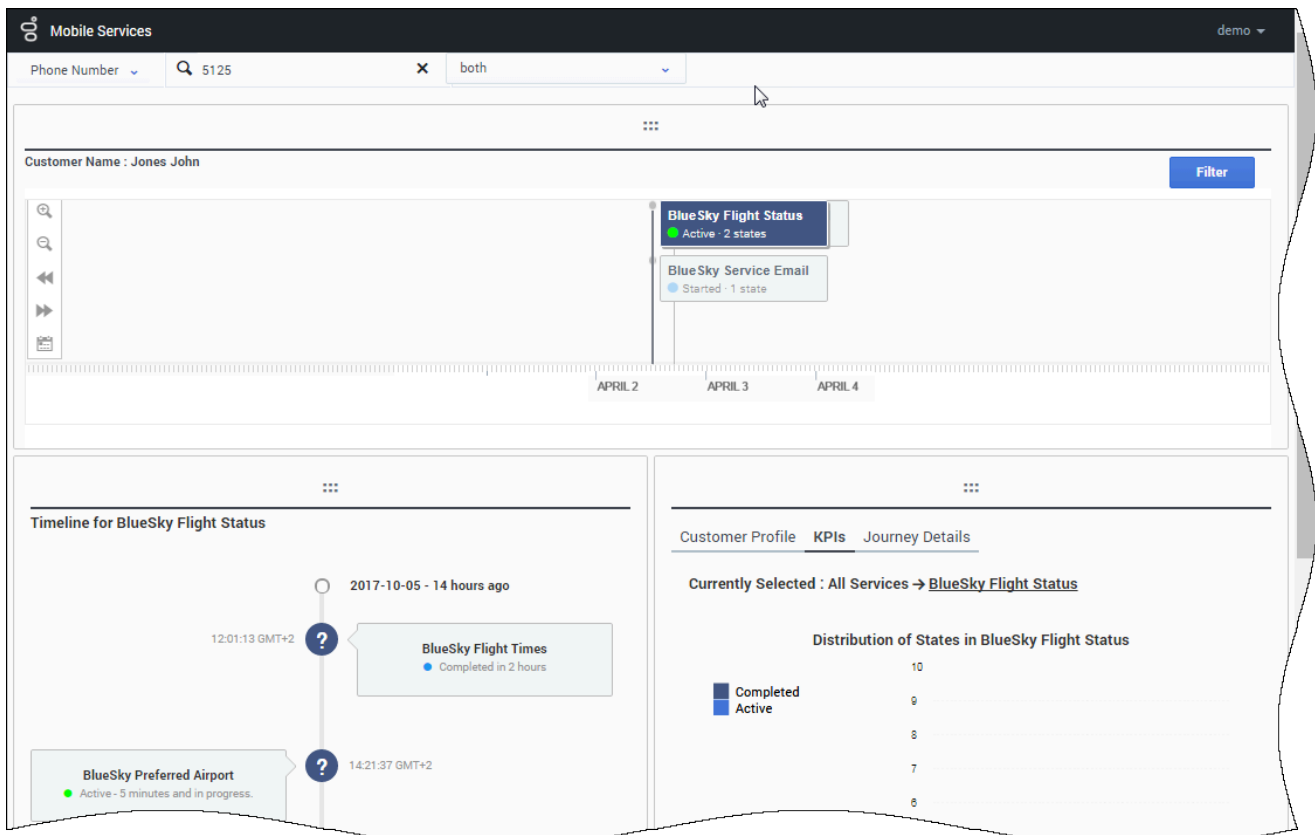 Mobile Services
demo
Phone Number
5125
both
Customer Name : Jones John
Filter
BlueSky Flight Status
Active · 2 states
BlueSky Service Email
Started · 1 state
APRIL 2
APRIL 3
APRIL 4
Timeline for BlueSky Flight Status
2017-10-05 - 14 hours ago
12:01:13 GMT+2
?
BlueSky Flight Times
Completed in 2 hours
BlueSky Preferred Airport
Active - 5 minutes and in progress.
?
14:21:37 GMT+2
Customer Profile KPIs Journey Details
Currently Selected : All Services → BlueSky Flight Status
Distribution of States in BlueSky Flight Status
Completed
Active
10
9
8
7
6